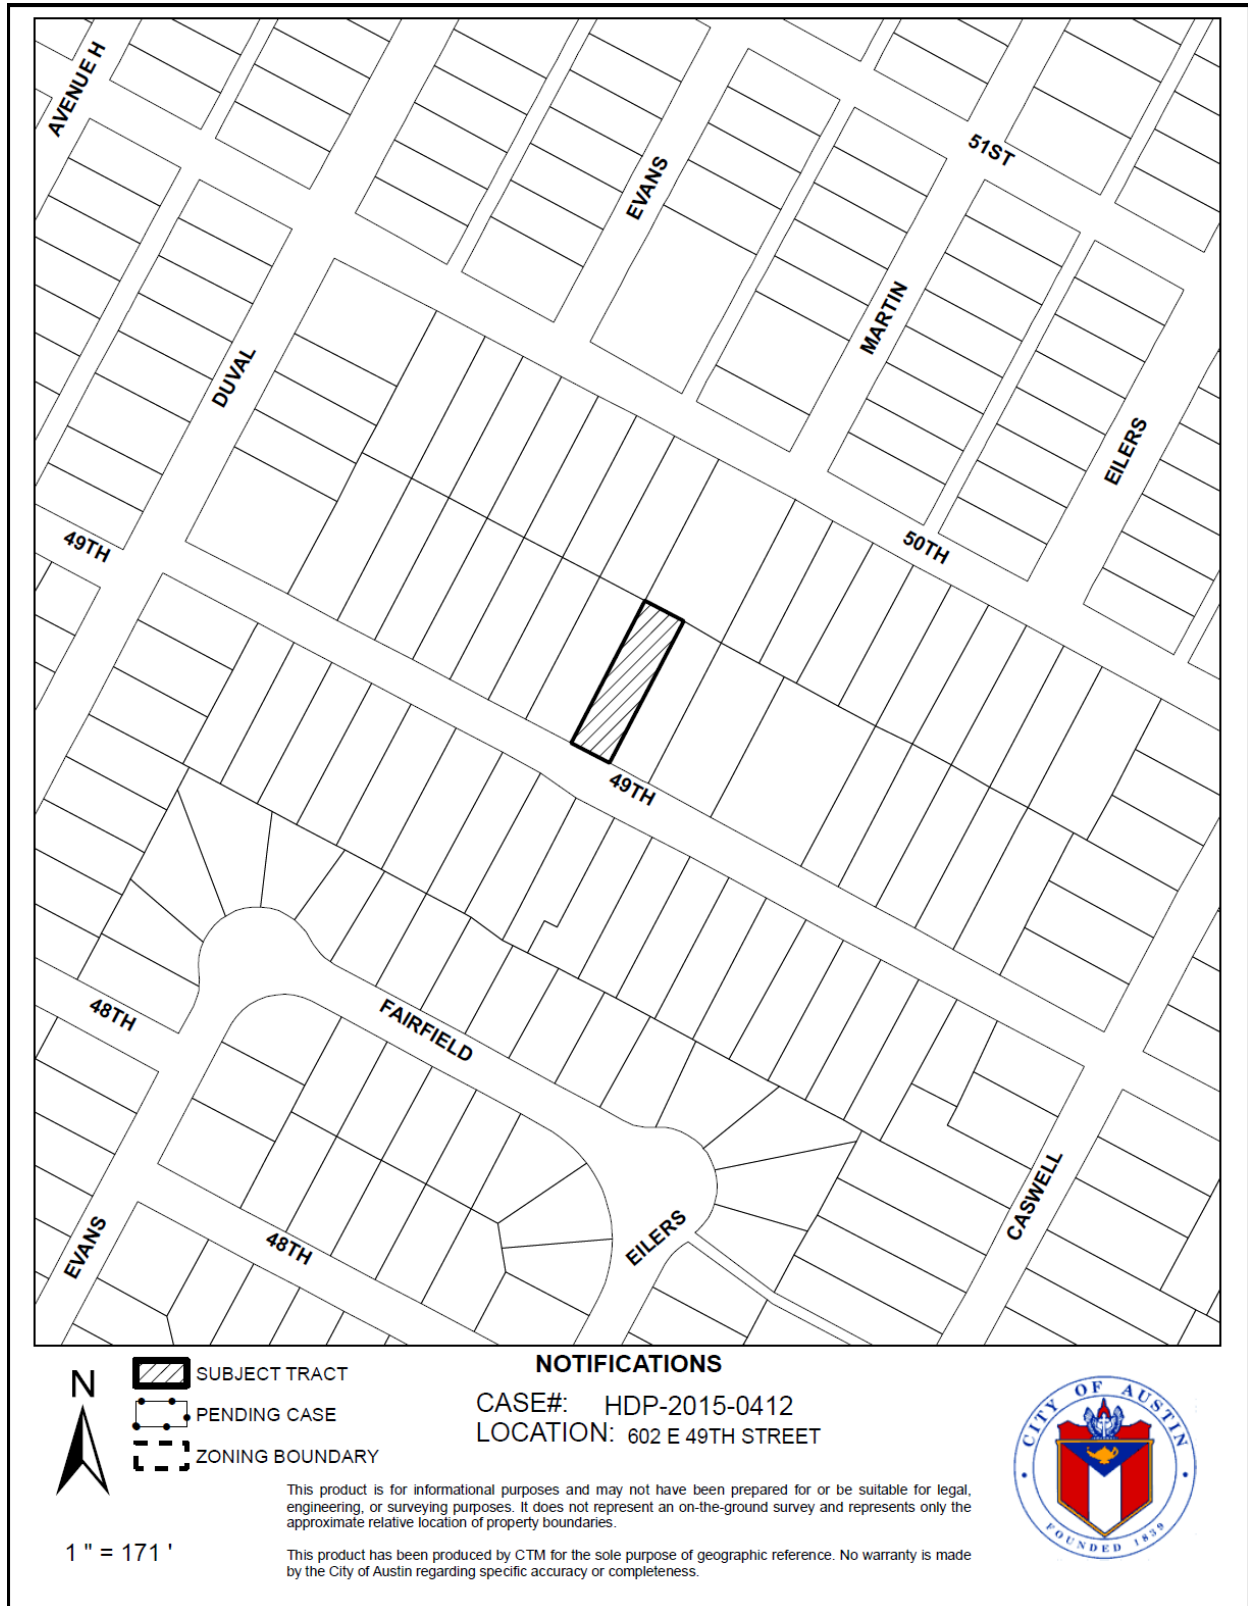 AVENUE H
51ST
EVANS
MARTIN
DUVAL
EILERS
49TH
50TH
49TH
48TH
FAIRFIELD
CASWELL
EILERS
EVANS
48TH
NOTIFICATIONS
N
SUBJECT TRACT
PENDING CASE
ZONING BOUNDARY
CASE#: HDP-2015-0412
LOCATION: 602 E 49TH STREET
1 " = 171 '
This product is for informational purposes and may not have been prepared for or be suitable for legal,
engineering, or surveying purposes. It does not represent an on-the-ground survey and represents only the
approximate relative location of property boundaries.
This product has been produced by CTM for the sole purpose of geographic reference. No warranty is made
by the City of Austin regarding specific accuracy or completeness.
CITY OF AUSTIN
FOUNDED 1839